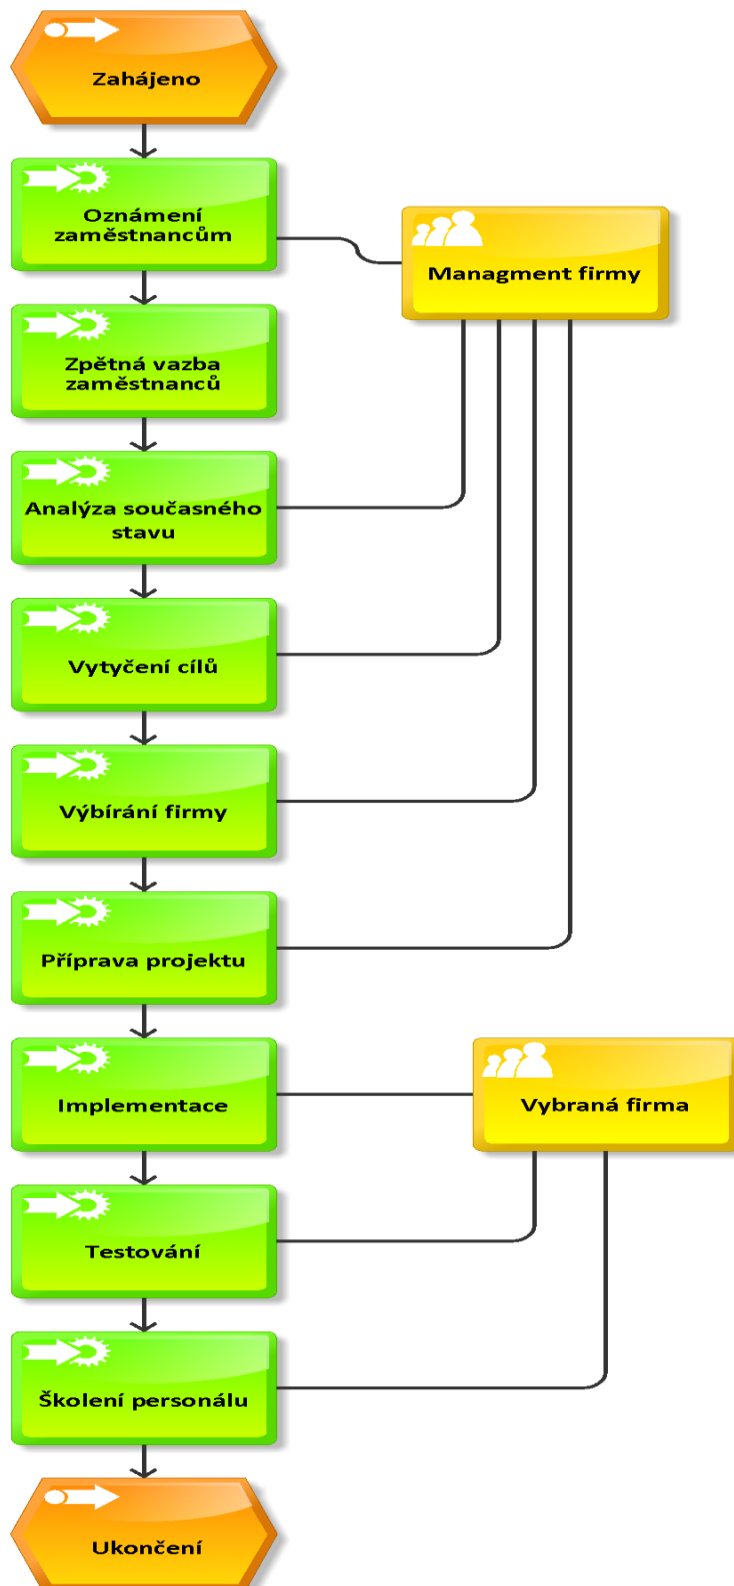 Zahájeno
Oznámení
zaměstnancům
Managment firmy
Zpětná vazba
zaměstnanců
Analýza současného
stavu
Vytyčení cílů
Výbírání firmy
Příprava projektu
Implementace
Vybraná firma
Testování
Školení personálu
Ukončení